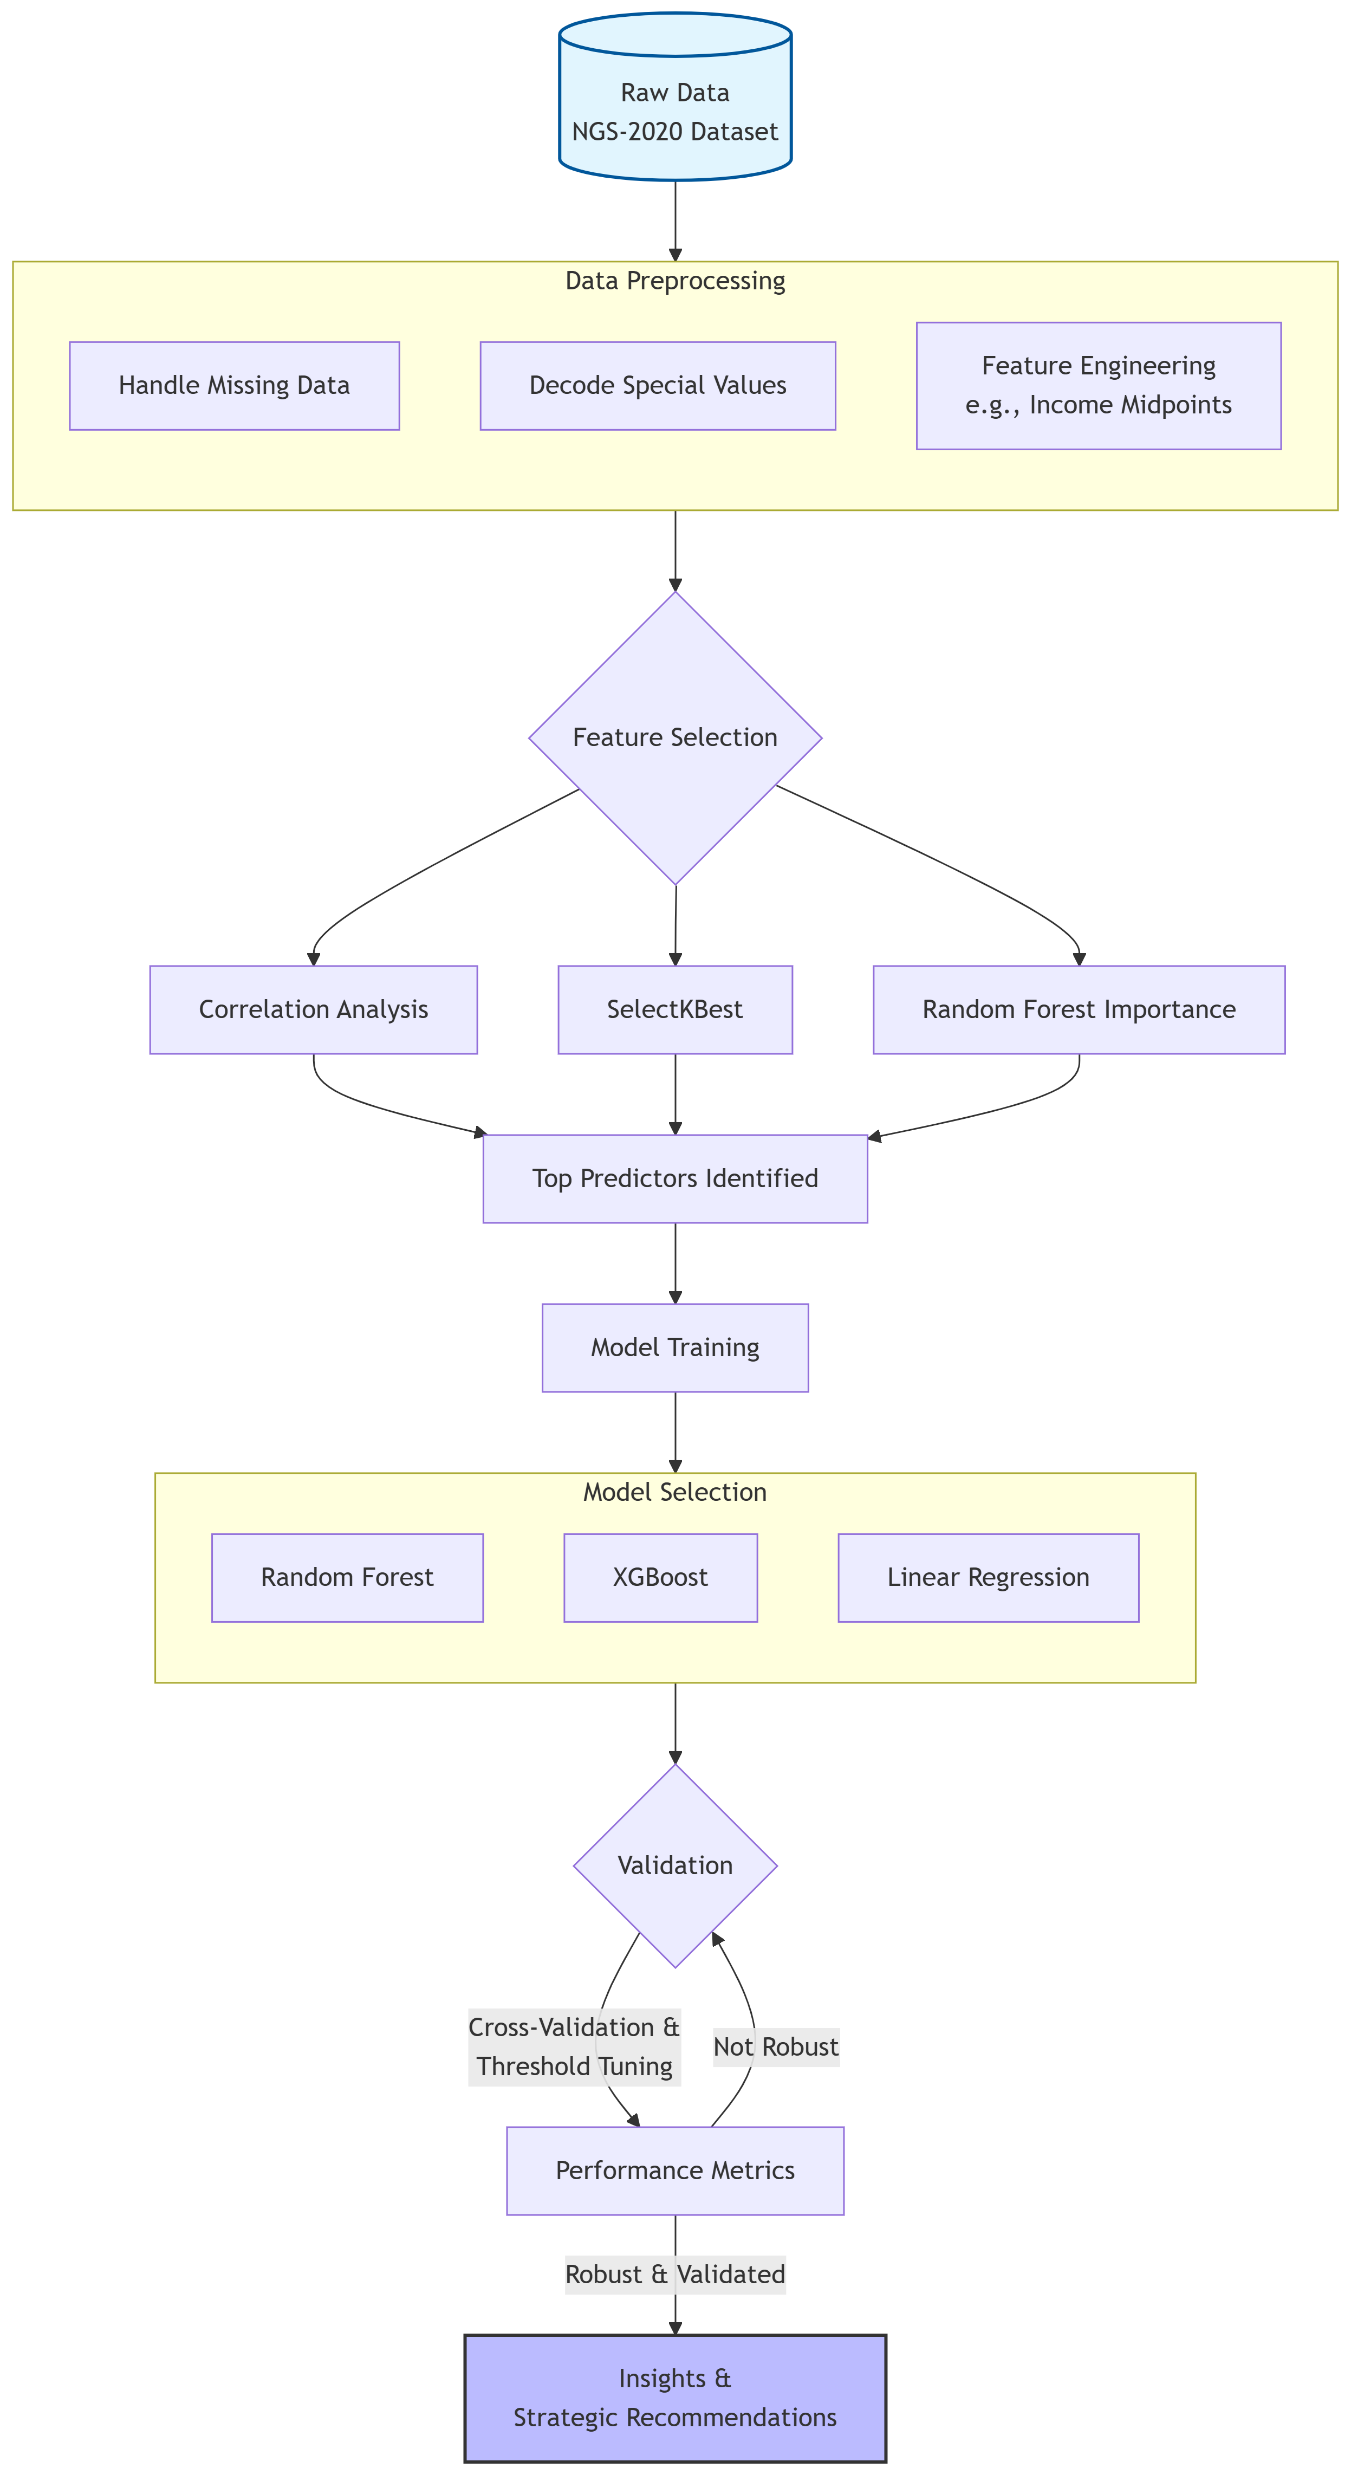 Raw Data
NGS-2020 Dataset
Data Preprocessing
Handle Missing Data
Decode Special Values
Feature Engineering
e.g., Income Midpoints
Feature Selection
Correlation Analysis
SelectKBest
Random Forest Importance
Top Predictors Identified
Model Training
Model Selection
Random Forest
XGBoost
Linear Regression
Validation
Cross-Validation &
Threshold Tuning
Not Robust
Performance Metrics
Robust & Validated
Insights &
Strategic Recommendations